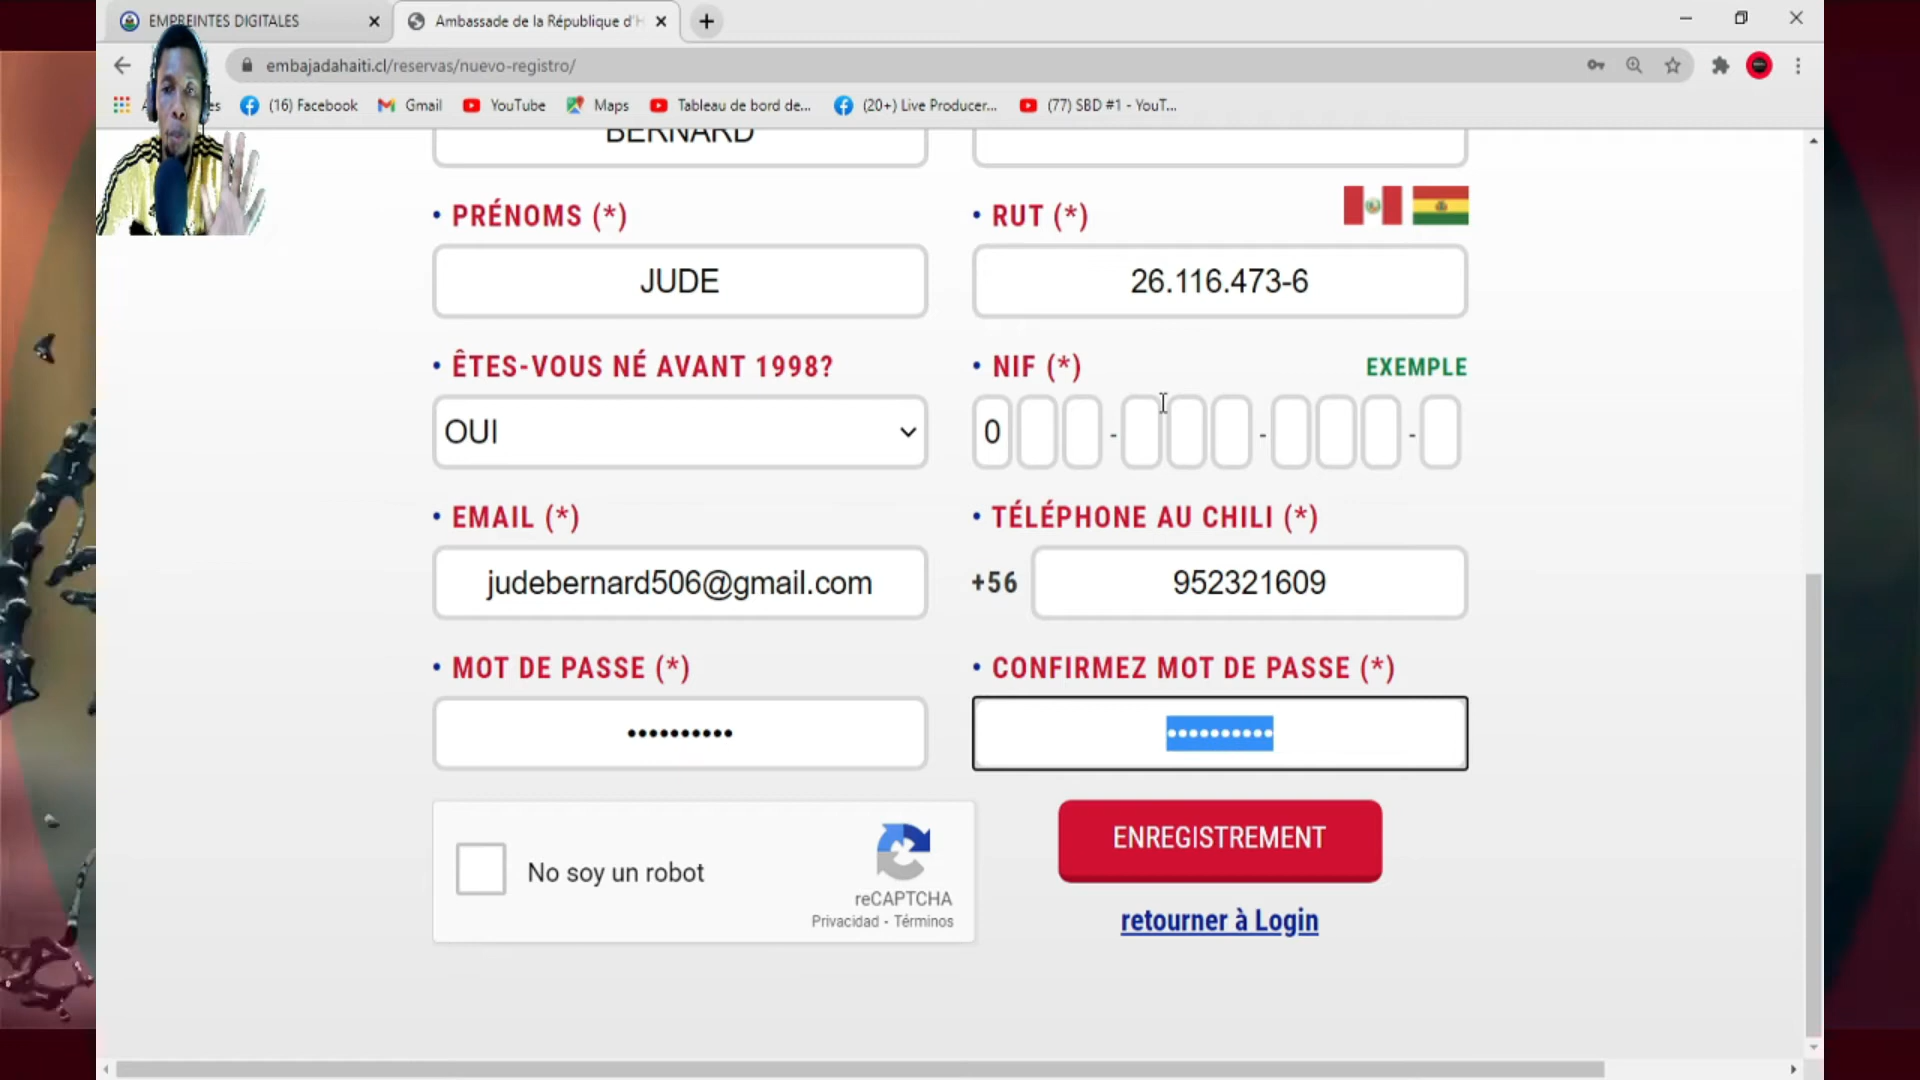 EMPREINTES DIGITALES
Ambassade de la République d'H
embajadahaiti.cl/reservas/nuevo-registro/
(16) Facebook
Gmail
YouTube
Maps
Tableau de bord de...
(20+) Live Producer...
(77) SBD #1 - YouT...
BERNARD
• PRÉNOMS (*)
• RUT (*)
JUDE
26.116.473-6
• ÊTES-VOUS NÉ AVANT 1998?
• NIF (*)
EXEMPLE
OUI
0 - - -
• EMAIL (*)
• TÉLÉPHONE AU CHILI (*)
judebernard506@gmail.com
+56
952321609
• MOT DE PASSE (*)
• CONFIRMEZ MOT DE PASSE (*)
••••••••••
••••••••••
No soy un robot
reCAPTCHA
Privacidad - Términos
ENREGISTREMENT
retourner à Login